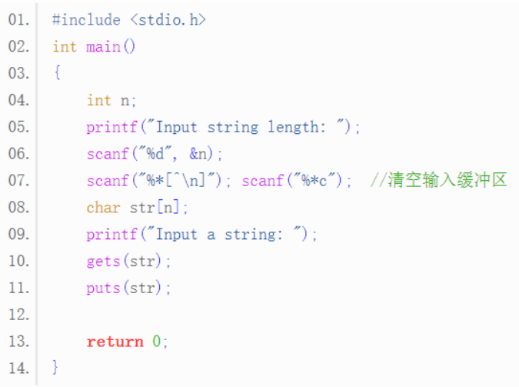 01. #include <stdio.h>
02. int main()
03. {
04.     int n;
05.     printf("Input string length: ");
06.     scanf("%d", &n);
07.     scanf("%*[^\n]"); scanf("%*c");  //清空输入缓冲区
08.     char str[n];
09.     printf("Input a string: ");
10.     gets(str);
11.     puts(str);
12.
13.     return 0;
14. }